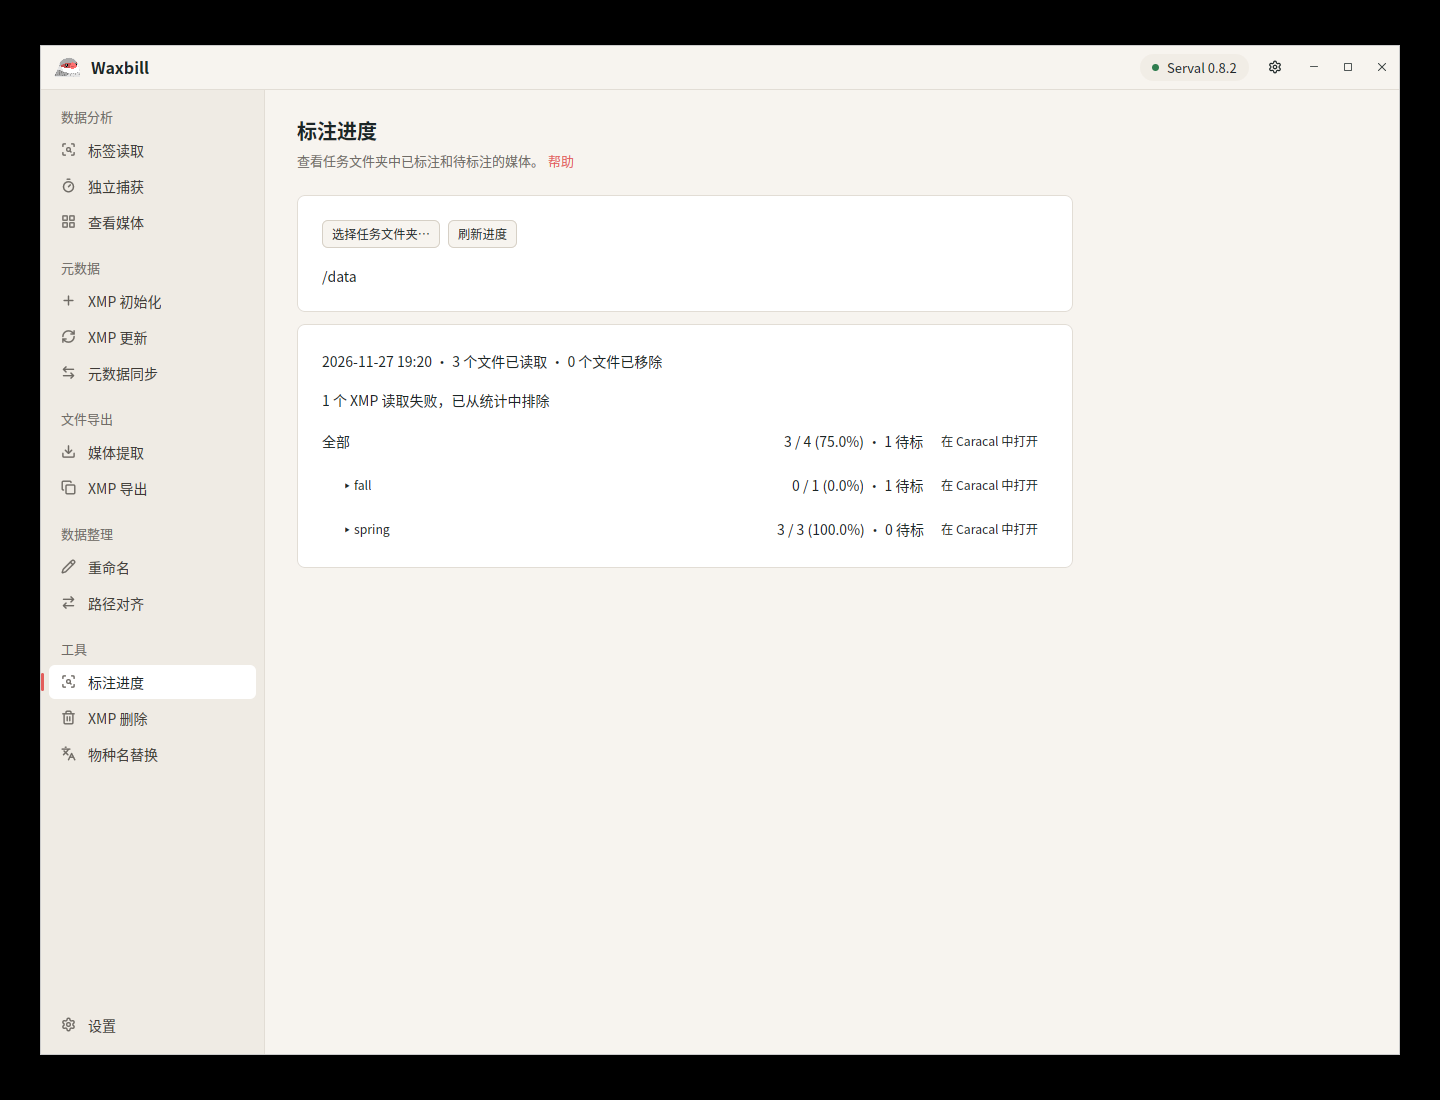 Waxbill
Serval 0.8.2
数据分析
标签读取
独立捕获
查看媒体
元数据
XMP 初始化
XMP 更新
元数据同步
文件导出
媒体提取
XMP 导出
数据整理
重命名
路径对齐
工具
标注进度
XMP 删除
物种名替换
设置
标注进度
查看任务文件夹中已标注和待标注的媒体。 帮助
选择任务文件夹… 刷新进度
/data
2026-11-27 19:20 · 3 个文件已读取 · 0 个文件已移除
1 个 XMP 读取失败，已从统计中排除
全部 3 / 4 (75.0%) · 1 待标 在 Caracal 中打开
▸ fall 0 / 1 (0.0%) · 1 待标 在 Caracal 中打开
▸ spring 3 / 3 (100.0%) · 0 待标 在 Caracal 中打开